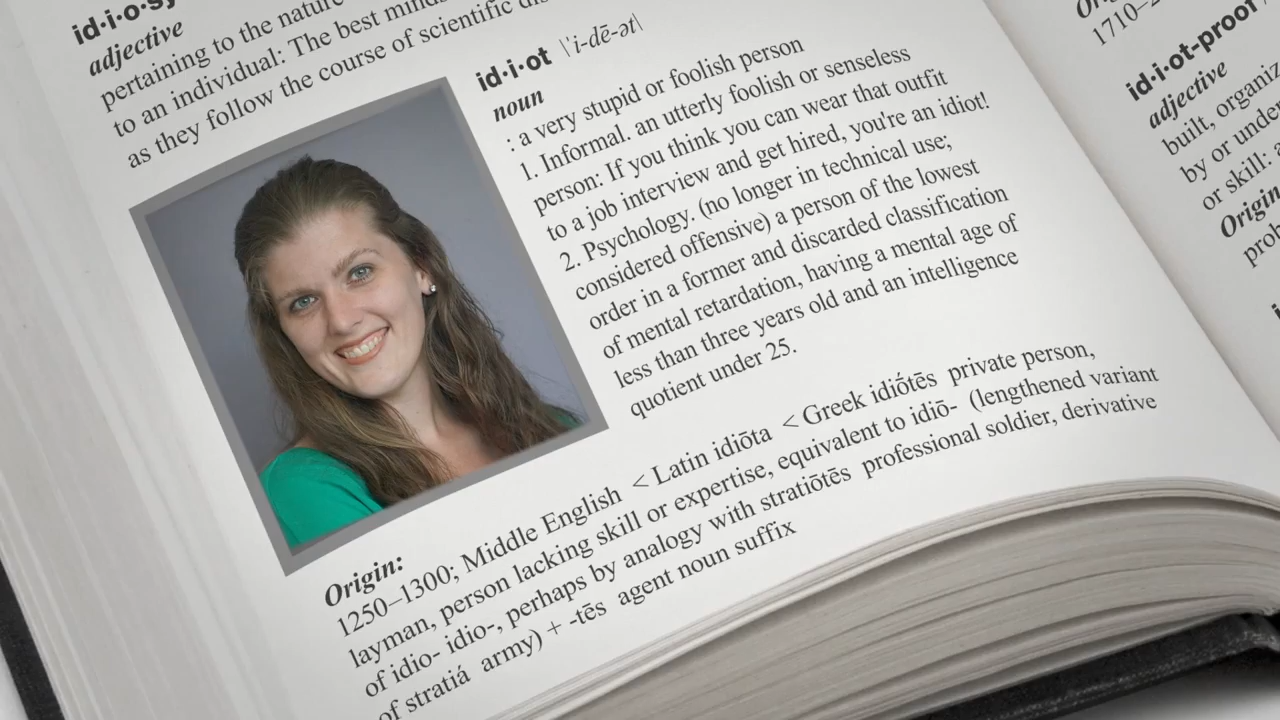 id·i·o·sy
adjective
pertaining to the nature
to an individual: The best minds
as they follow the course of scientific
id·i·ot \'i-dē-ət\
noun
: a very stupid or foolish person
1. Informal. an utterly foolish or senseless
person: If you think you can wear that outfit
to a job interview and get hired, you're an idiot!
2. Psychology. (no longer in technical use;
considered offensive) a person of the lowest
order in a former and discarded classification
of mental retardation, having a mental age of
less than three years old and an intelligence
quotient under 25.
Origin:
1250–1300; Middle English < Latin idiōta < Greek idiótēs private person,
layman, person lacking skill or expertise, equivalent to idiō- (lengthened variant
of idio- idio-, perhaps by analogy with stratiōtēs professional soldier, derivative
of stratiá army) + -tēs agent noun suffix
1710–2
id·i·ot-proof
adjective
built, organiz
by or unde
or skill: a
Origin
prob